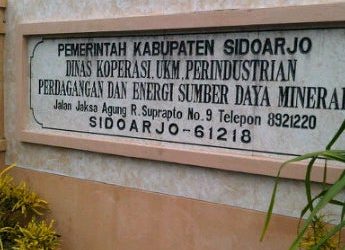 PEMERINTAH KABUPATEN SIDOARJO
DINAS KOPERASI, UKM, PERINDUSTRIAN
PERDAGANGAN DAN ENERGI SUMBER DAYA MINERAL
Jalan Jaksa Agung R. Suprapto No. 9 Telepon 8921220
SIDOARJO-61218